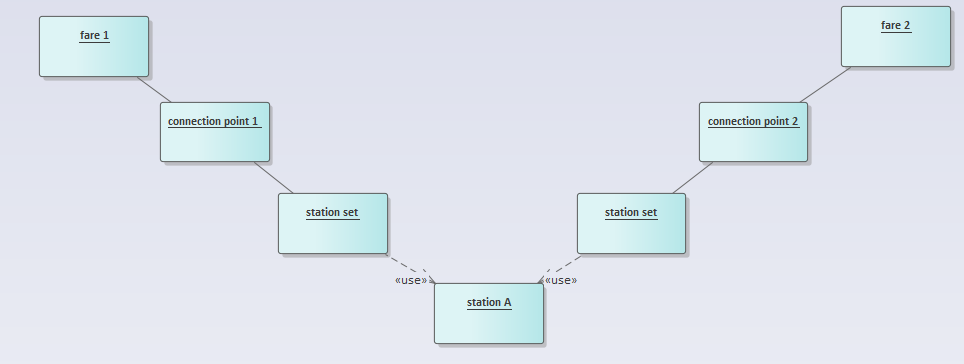 fare 1
fare 2
connection point 1
connection point 2
station set
station set
«use»
«use»
station A